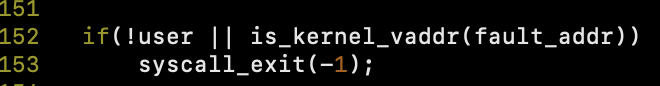 151
152 if(!user || is_kernel_vaddr(fault_addr))
153 syscall_exit(-1);